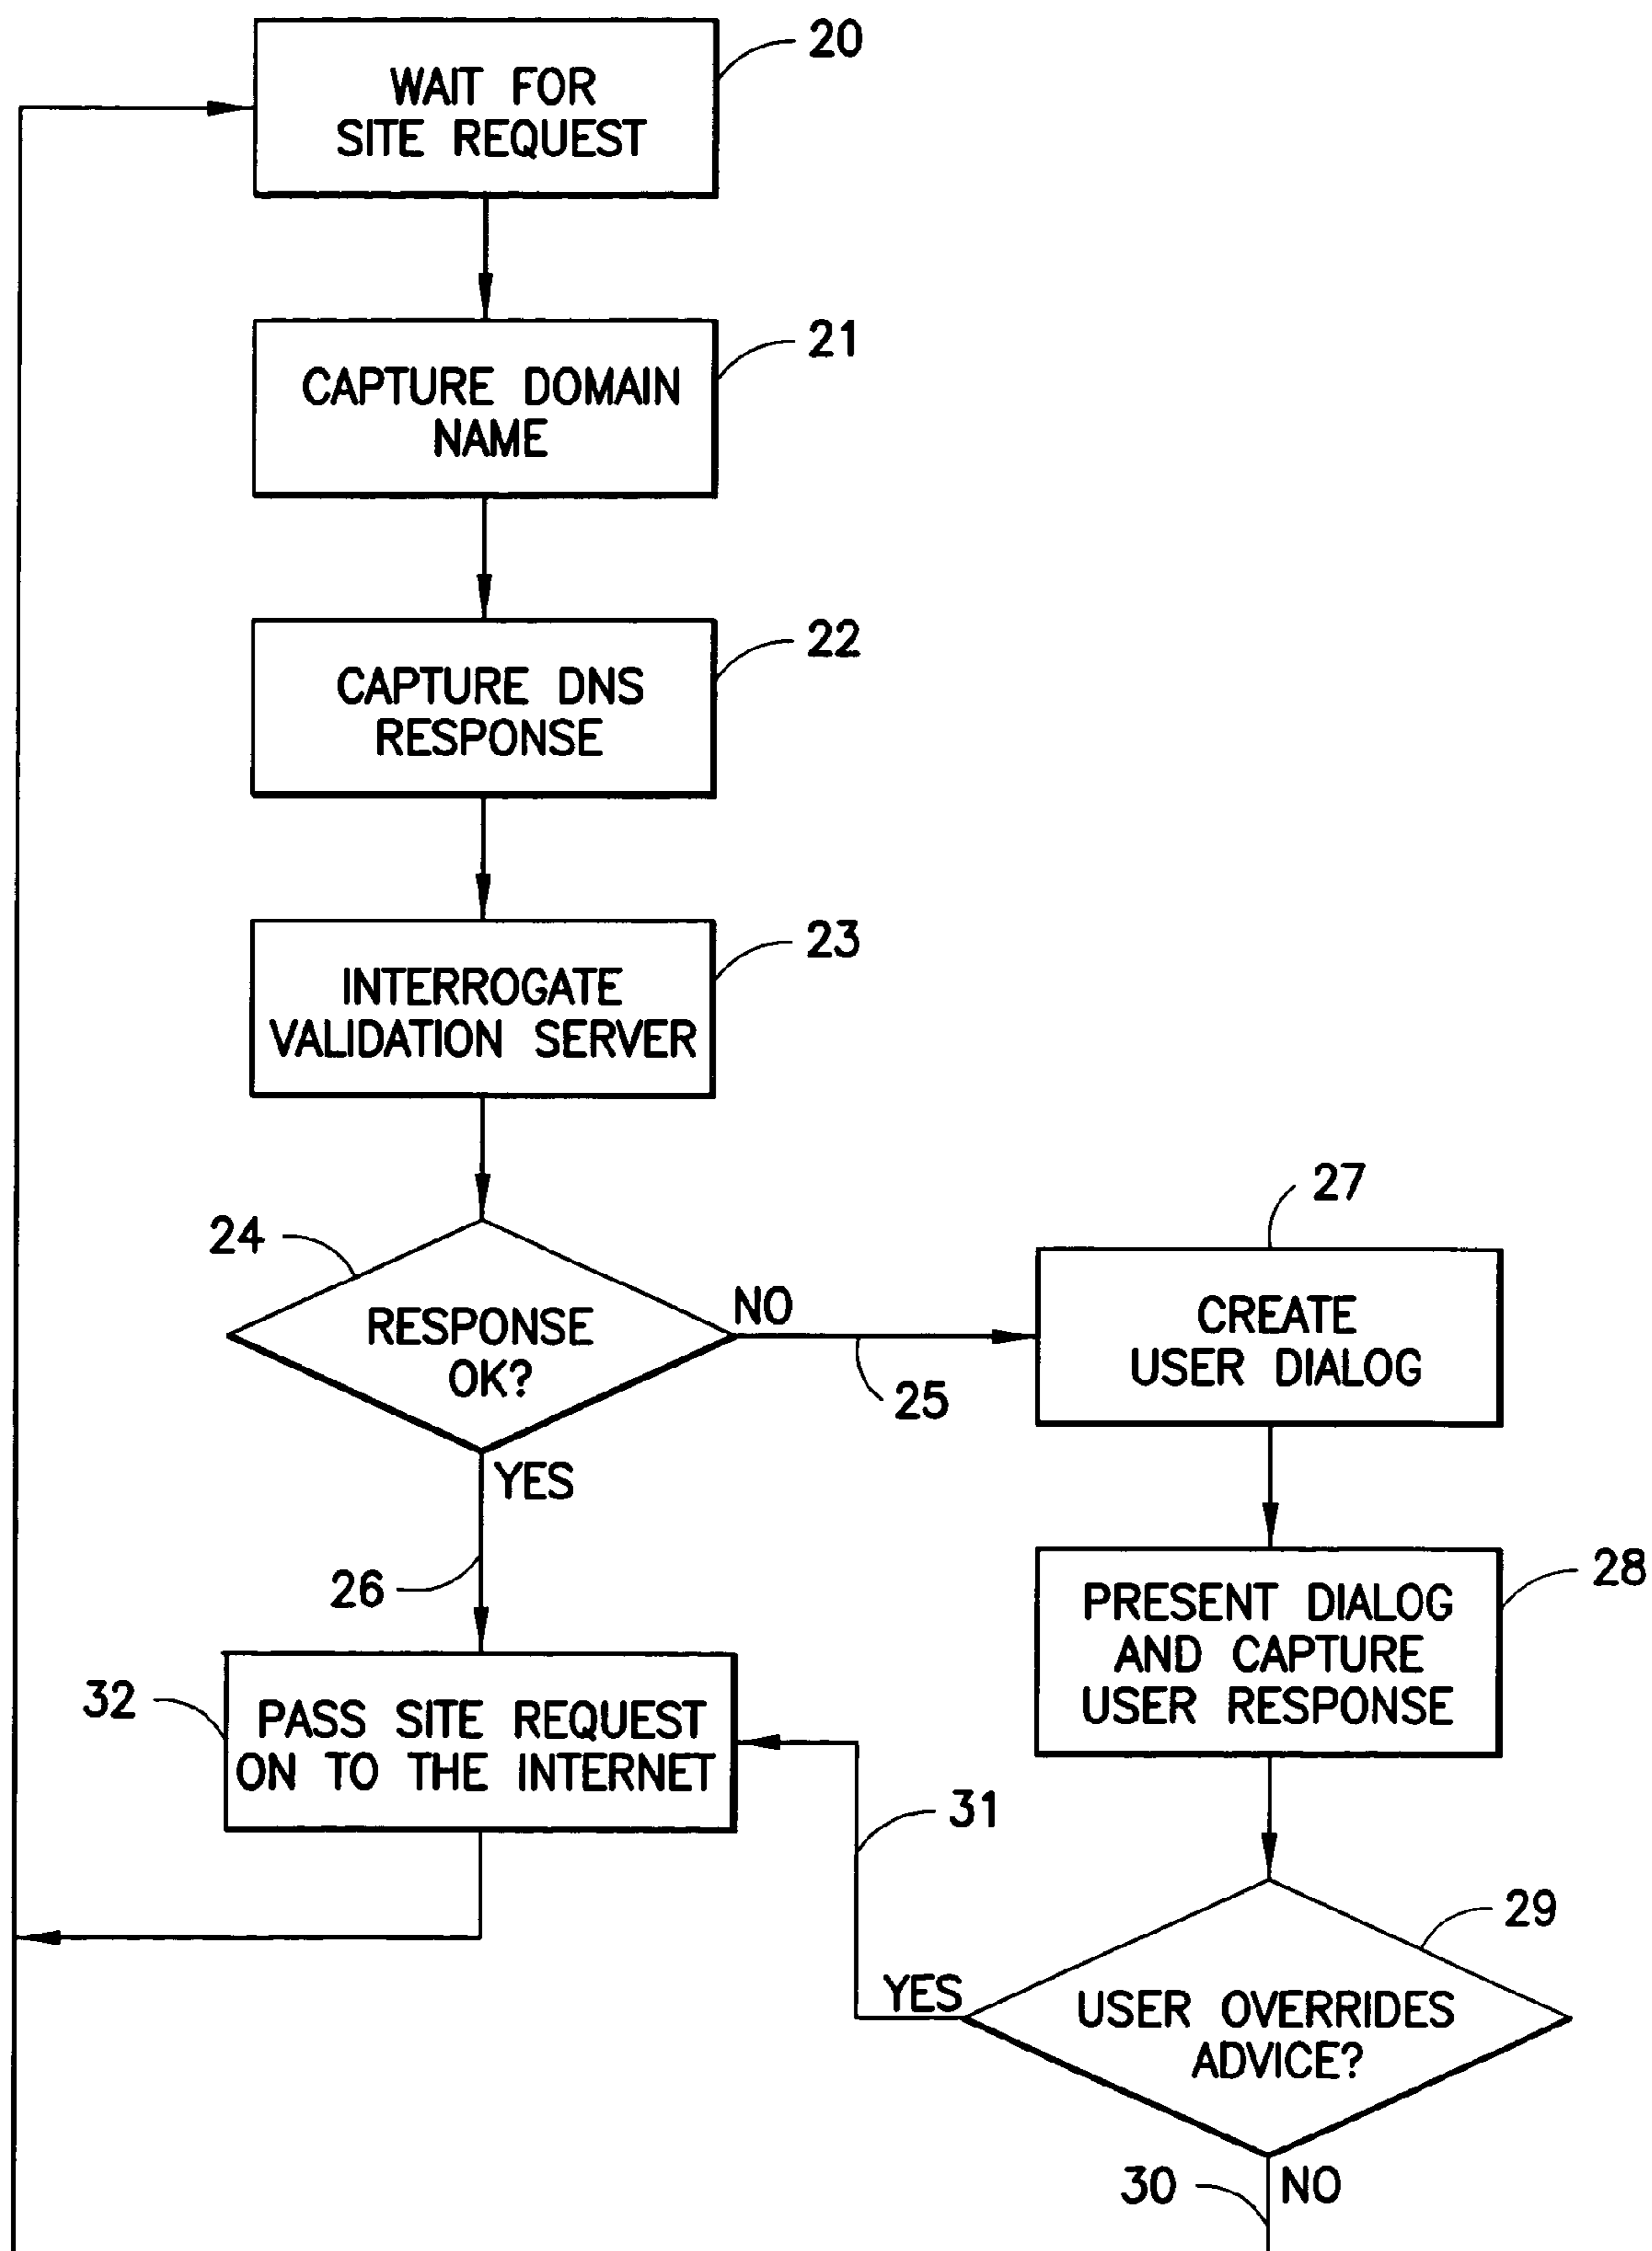 20
WAIT FOR
SITE REQUEST
21
CAPTURE DOMAIN
NAME
22
CAPTURE DNS
RESPONSE
23
INTERROGATE
VALIDATION SERVER
24
RESPONSE
OK?
NO
25
YES
26
27
CREATE
USER DIALOG
28
PRESENT DIALOG
AND CAPTURE
USER RESPONSE
32
PASS SITE REQUEST
ON TO THE INTERNET
31
29
YES
USER OVERRIDES
ADVICE?
30
NO